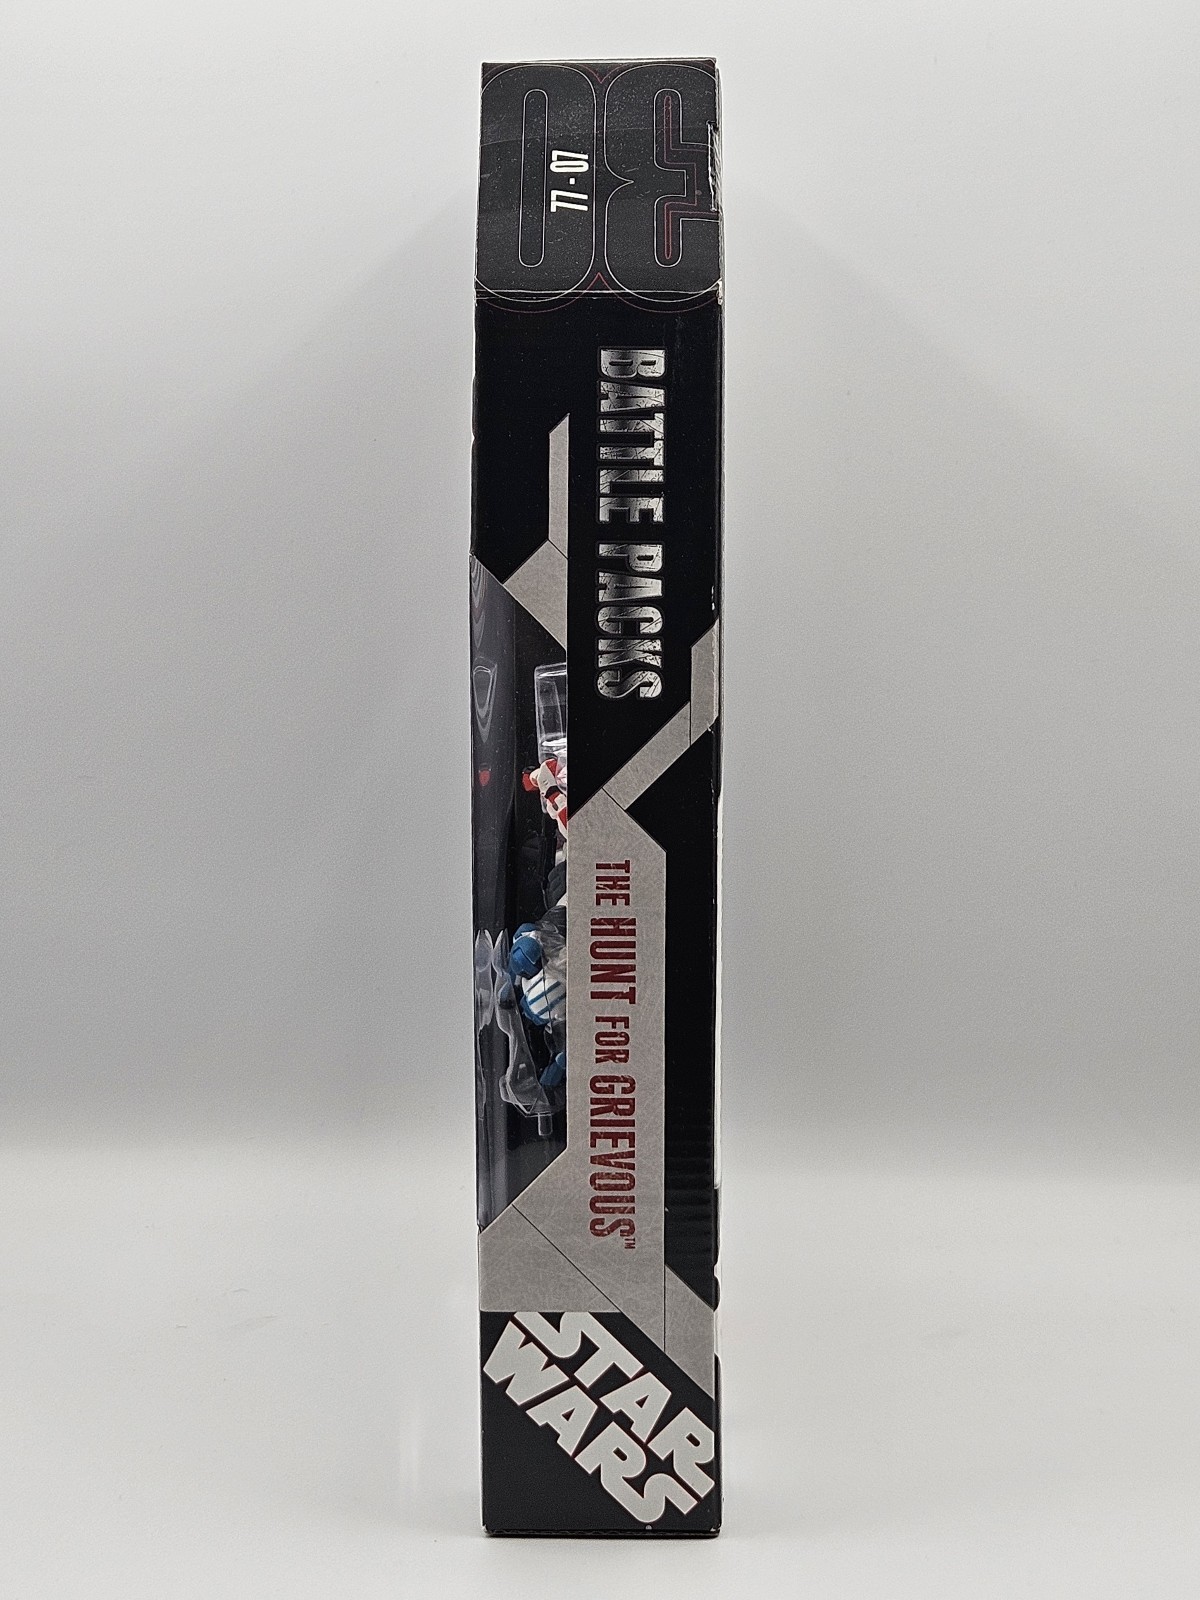 30
77-07
BATTLE PACKS
THE HUNT FOR GRIEVOUS™
STAR
WARS